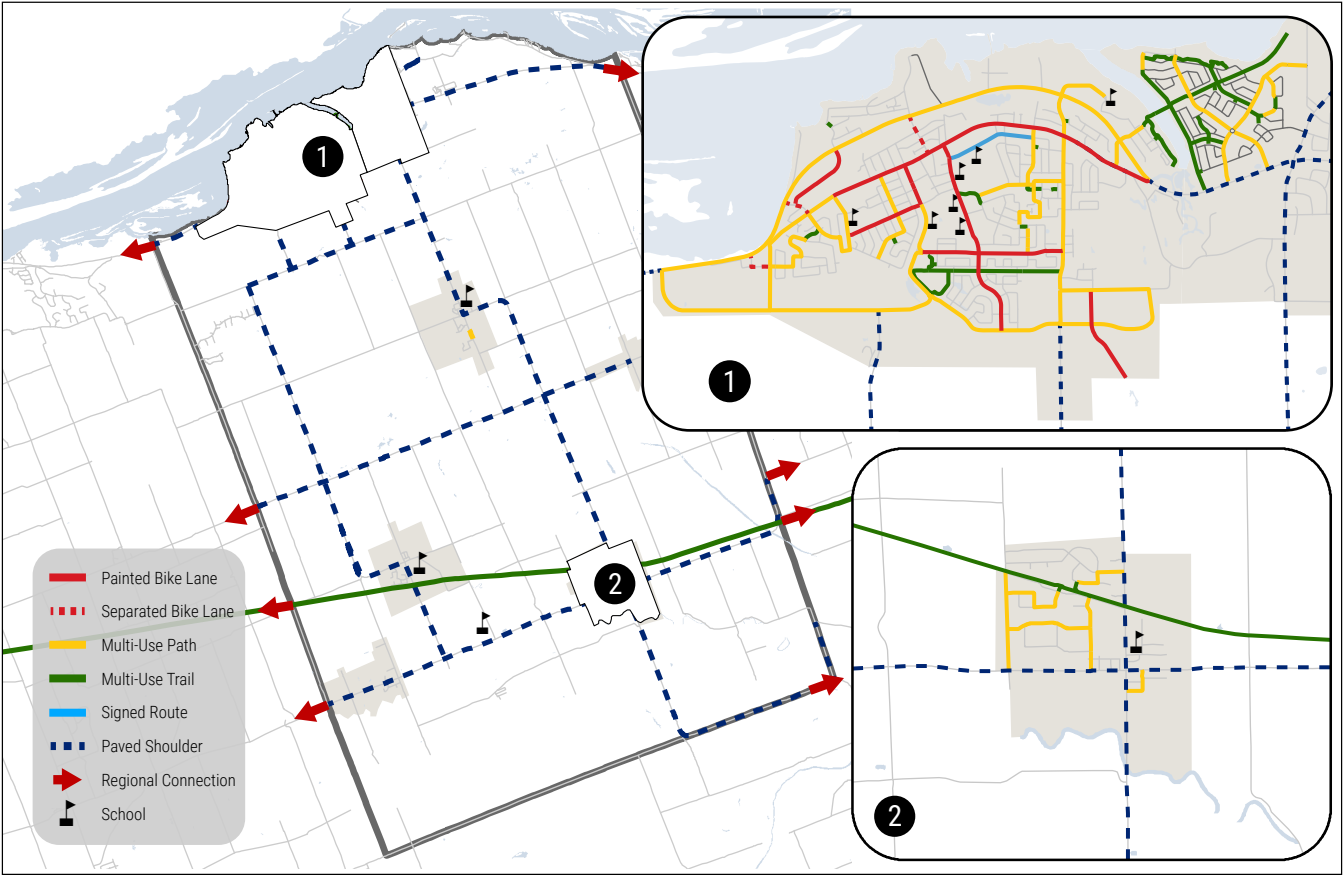 1
1
2
2
Painted Bike Lane
Separated Bike Lane
Multi-Use Path
Multi-Use Trail
Signed Route
Paved Shoulder
Regional Connection
School